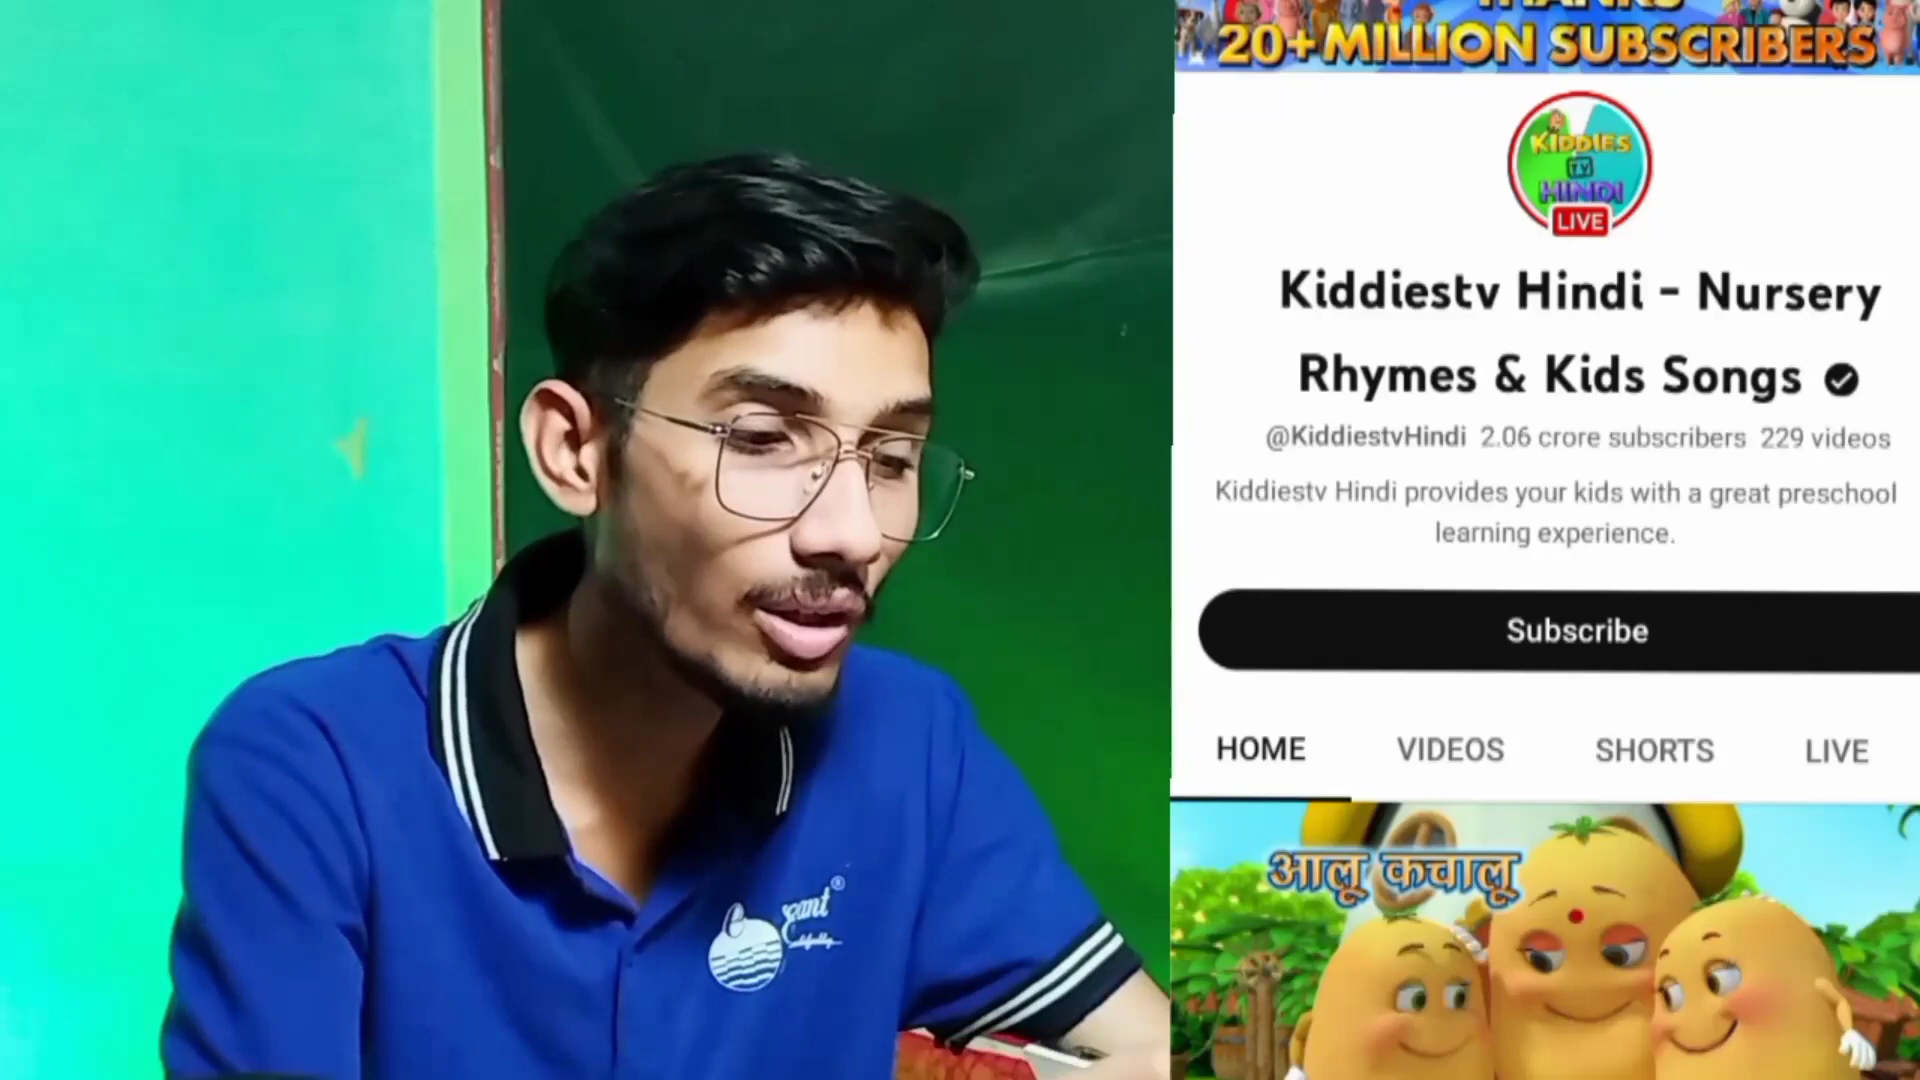 THANKS
20+ MILLION SUBSCRIBERS
KIDDIES
TV
HINDI
LIVE
Kiddiestv Hindi - Nursery
Rhymes & Kids Songs
@KiddiestvHindi 2.06 crore subscribers 229 videos
Kiddiestv Hindi provides your kids with a great preschool
learning experience.
Subscribe
HOME VIDEOS SHORTS LIVE
आलू कचालू